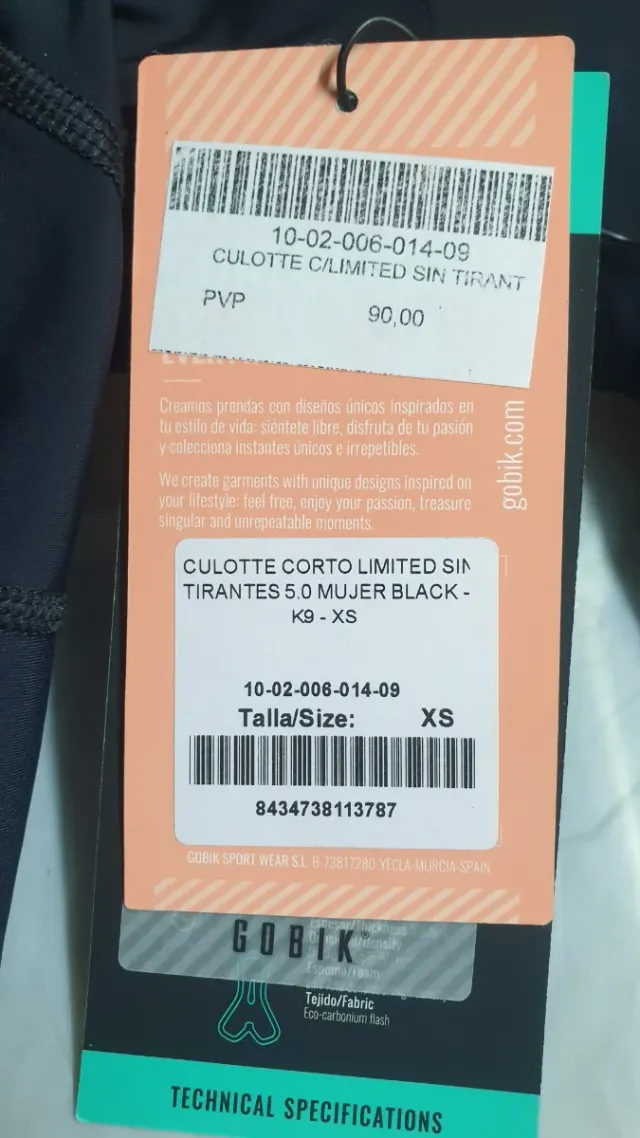 10-02-006-014-09
CULOTTE C/LIMITED SIN TIRANT
PVP 90,00
Creamos prendas con diseños únicos inspirados en
tu estilo de vida: siéntete libre, disfruta de tu pasión
y colecciona instantes únicos e irrepetibles.
We create garments with unique designs inspired on
your lifestyle: feel free, enjoy your passion, treasure
singular and unrepeatable moments.
gobik.com
CULOTTE CORTO LIMITED SIN
TIRANTES 5.0 MUJER BLACK -
K9 - XS
10-02-006-014-09
Talla/Size: XS
8434738113787
GOBIK SPORT WEAR S.L B-73817280-YECLA-MURCIA-SPAIN
Espesor/Thickness
GOBIK®
Espuma/Foam
Tejido/Fabric
Eco-carbonium flash
TECHNICAL SPECIFICATIONS